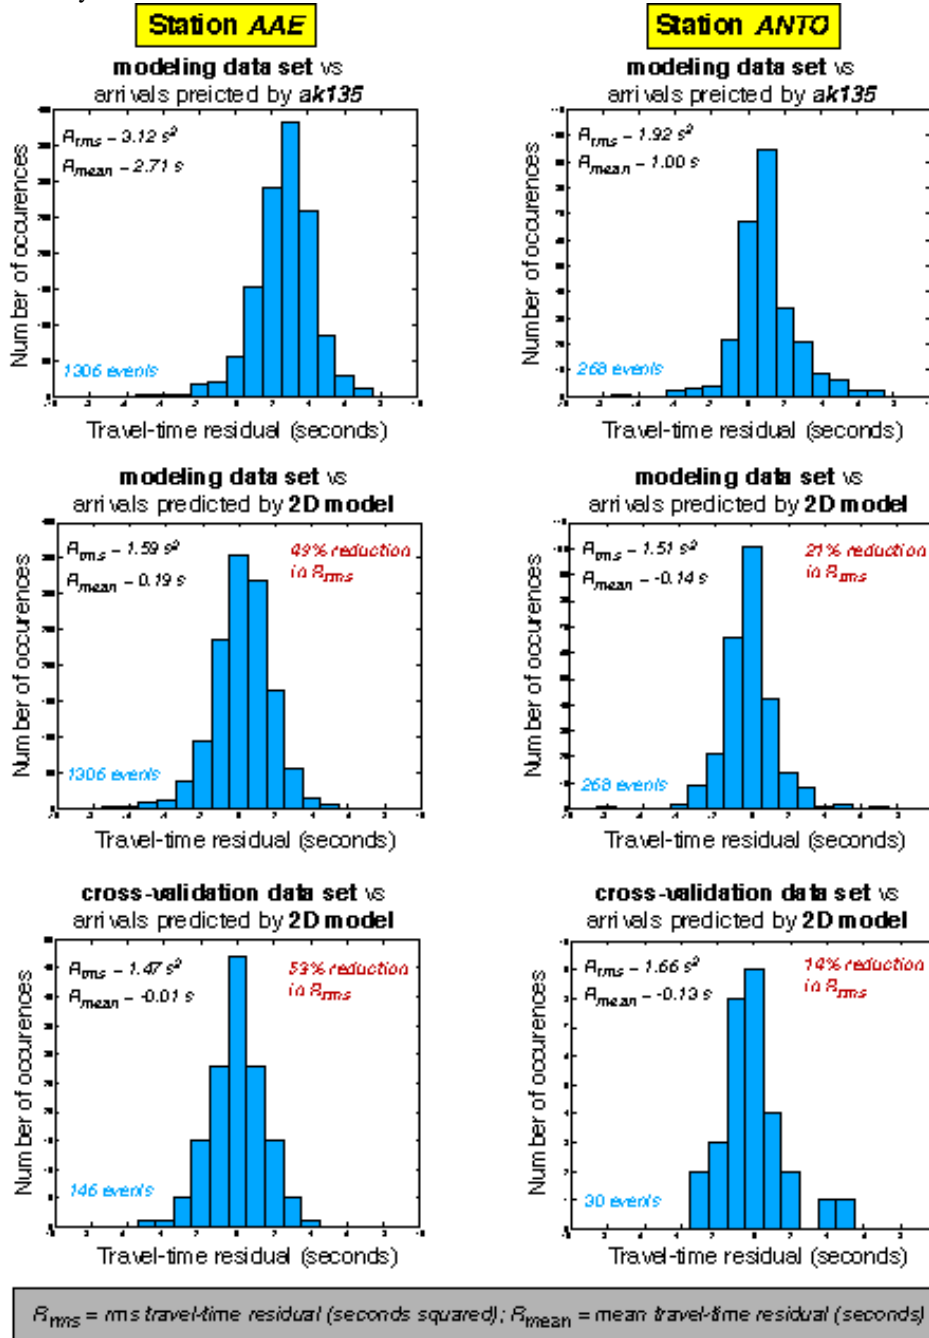 Station AAE
modeling data set vs
arrivals preicted by ak135
Rrms – 3.12 s²
Rmean – 2.71 s
Number of occurences
1306 events
Travel-time residual (seconds)
modeling data set vs
arrivals predicted by 2D model
Rrms – 1.59 s²
Rmean – 0.19 s
49% reduction
in Rrms
Number of occurences
1306 events
Travel-time residual (seconds)
cross-validation data set vs
arrivals predicted by 2D model
Rrms – 1.47 s²
Rmean – -0.01 s
53% reduction
in Rrms
Number of occurences
146 events
Travel-time residual (seconds)
Station ANTO
modeling data set vs
arrivals preicted by ak135
Rrms – 1.92 s²
Rmean – 1.00 s
Number of occurences
268 events
Travel-time residual (seconds)
modeling data set vs
arrivals predicted by 2D model
Rrms – 1.51 s²
Rmean – -0.14 s
21% reduction
in Rrms
Number of occurences
268 events
Travel-time residual (seconds)
cross-validation data set vs
arrivals predicted by 2D model
Rrms – 1.66 s²
Rmean – -0.13 s
14% reduction
in Rrms
Number of occurences
30 events
Travel-time residual (seconds)
Rrms = rms travel-time residual (seconds squared); Rmean = mean travel-time residual (seconds)